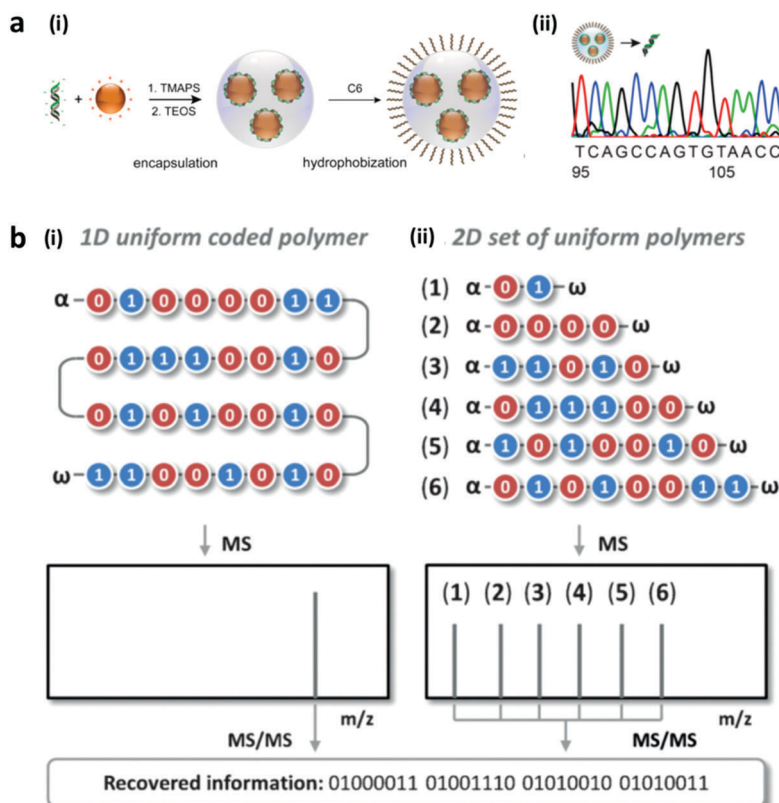 a (i)
1. TMAPS
2. TEOS
+
encapsulation
C6
hydrophobization
(ii)
TCAGCCAGTGTAACC
95 105
b (i) 1D uniform coded polymer
α 0 1 0 0 0 0 1 1
0 1 1 1 0 0 1 0
0 1 0 1 0 0 1 0
ω 1 1 0 0 1 0 1 0
MS
m/z
MS/MS
(ii) 2D set of uniform polymers
(1) α 0 1 ω
(2) α 0 0 0 0 ω
(3) α 1 1 0 1 0 ω
(4) α 0 1 1 1 0 0 ω
(5) α 1 0 1 0 0 1 0 ω
(6) α 0 1 0 1 0 0 1 1 ω
MS
(1) (2) (3) (4) (5) (6)
m/z
MS/MS
Recovered information: 01000011 01001110 01010010 01010011